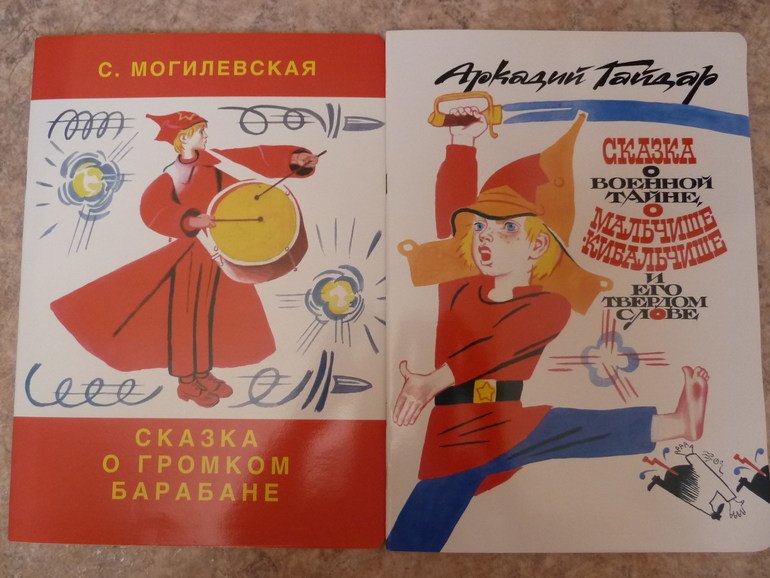 С. МОГИЛЕВСКАЯ
СКАЗКА
О ГРОМКОМ
БАРАБАНЕ
Аркадий Гайдар
СКАЗКА
О
ВОЕННОЙ
ТАЙНЕ,
О
МАЛЬЧИШЕ-
КИБАЛЬЧИШЕ
И
ЕГО
ТВЕРДОМ
СЛОВЕ